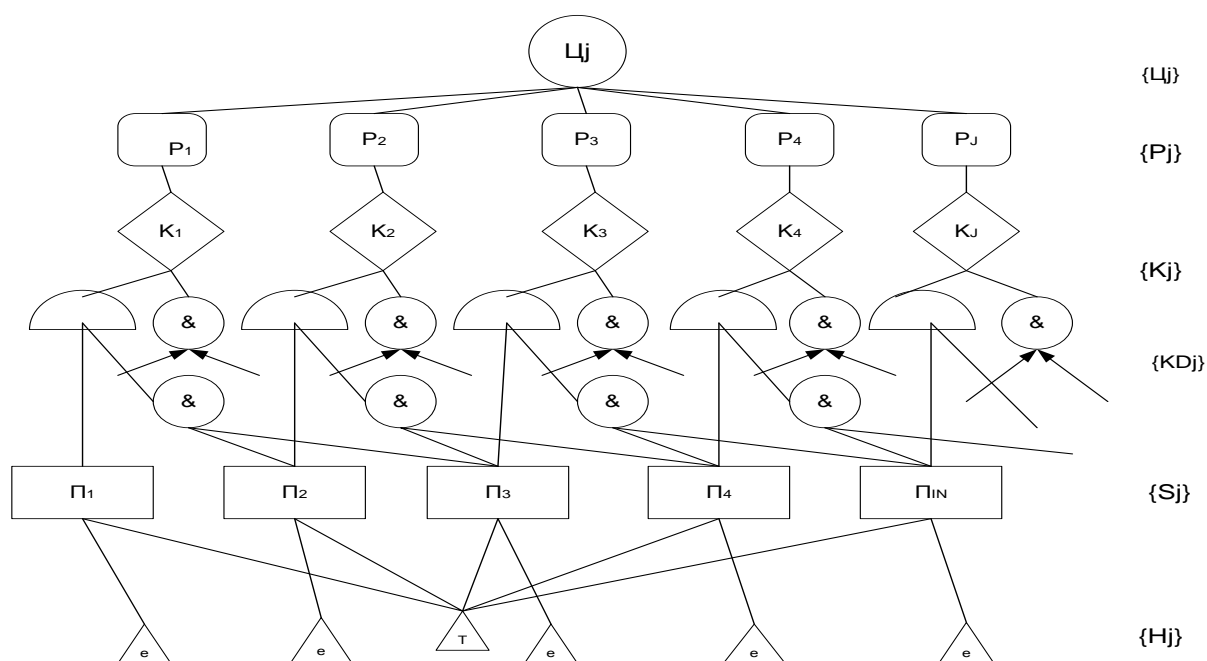 Цj
{Цj}
P1 P2 P3 P4 PJ
{Pj}
K1 K2 K3 K4 KJ
{Kj}
& & & & &
{KDj}
& & & &
П1 П2 П3 П4 ПIN
{Sj}
т
e e e e e
{Hj}